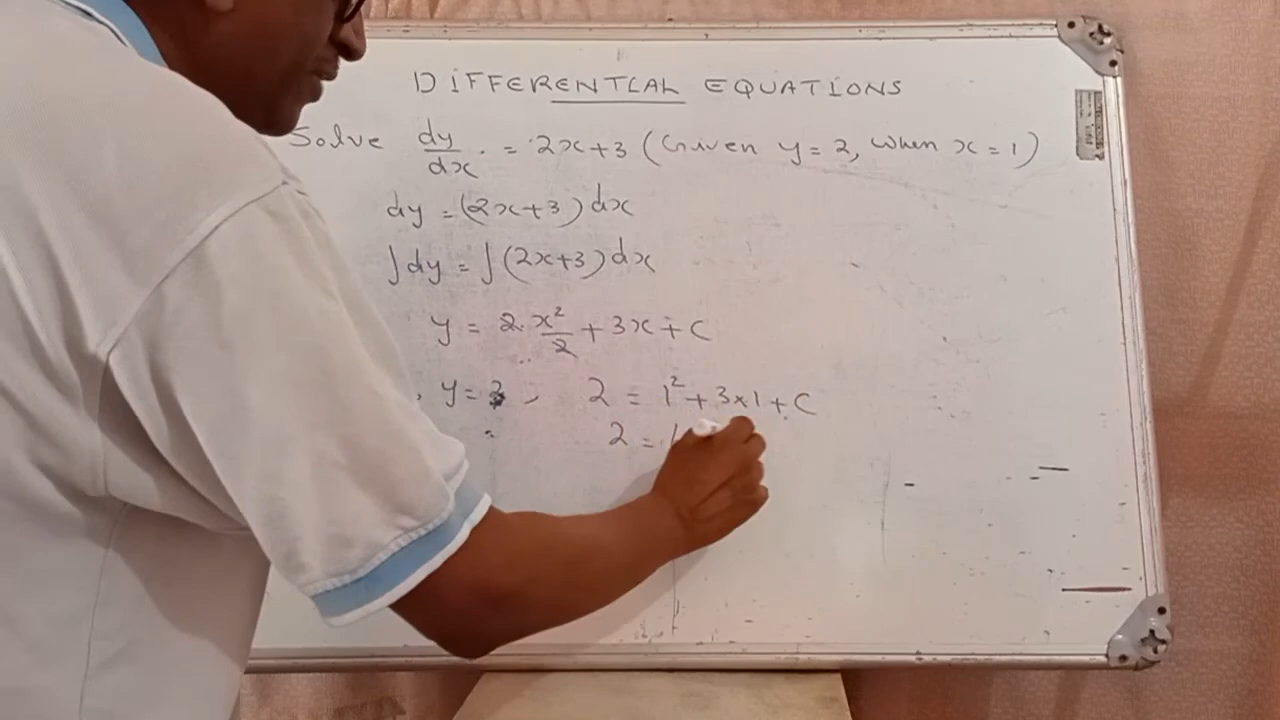 DIFFERENTIAL EQUATIONS
Solve dy/dx = 2x+3 (Given y=2, when x=1)
dy = (2x+3) dx
∫dy = ∫(2x+3) dx
y = 2·x²/2 + 3x + C
y=2, 2 = 1² + 3×1 + C
2 = 1